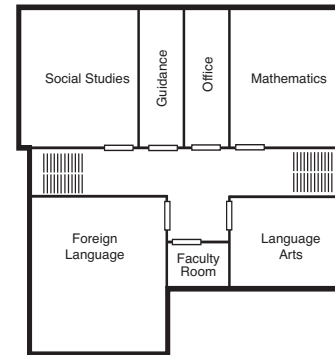 Social Studies
Guidance
Office
Mathematics
Foreign
Language
Faculty
Room
Language
Arts